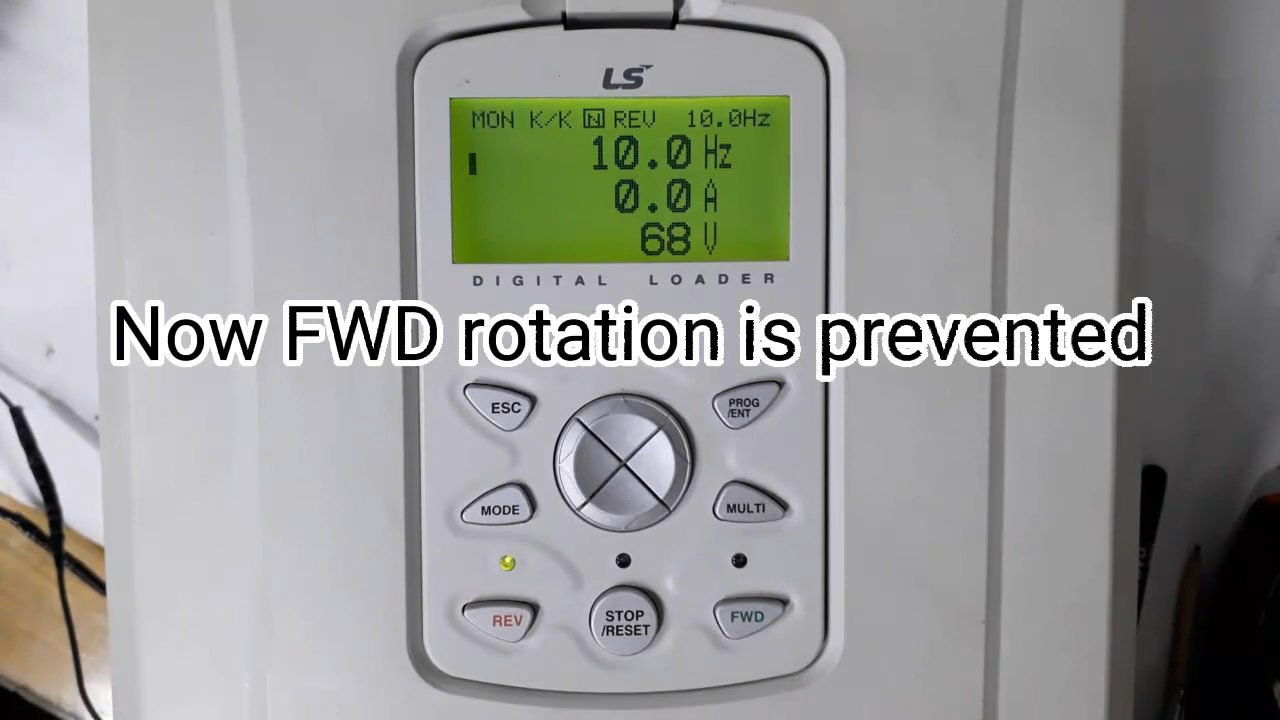 LS
MON K/K N REV 10.0Hz
10.0 Hz
0.0 A
68 V
DIGITAL LOADER
Now FWD rotation is prevented
ESC
PROG
/ENT
MODE
MULTI
REV
STOP
/RESET
FWD